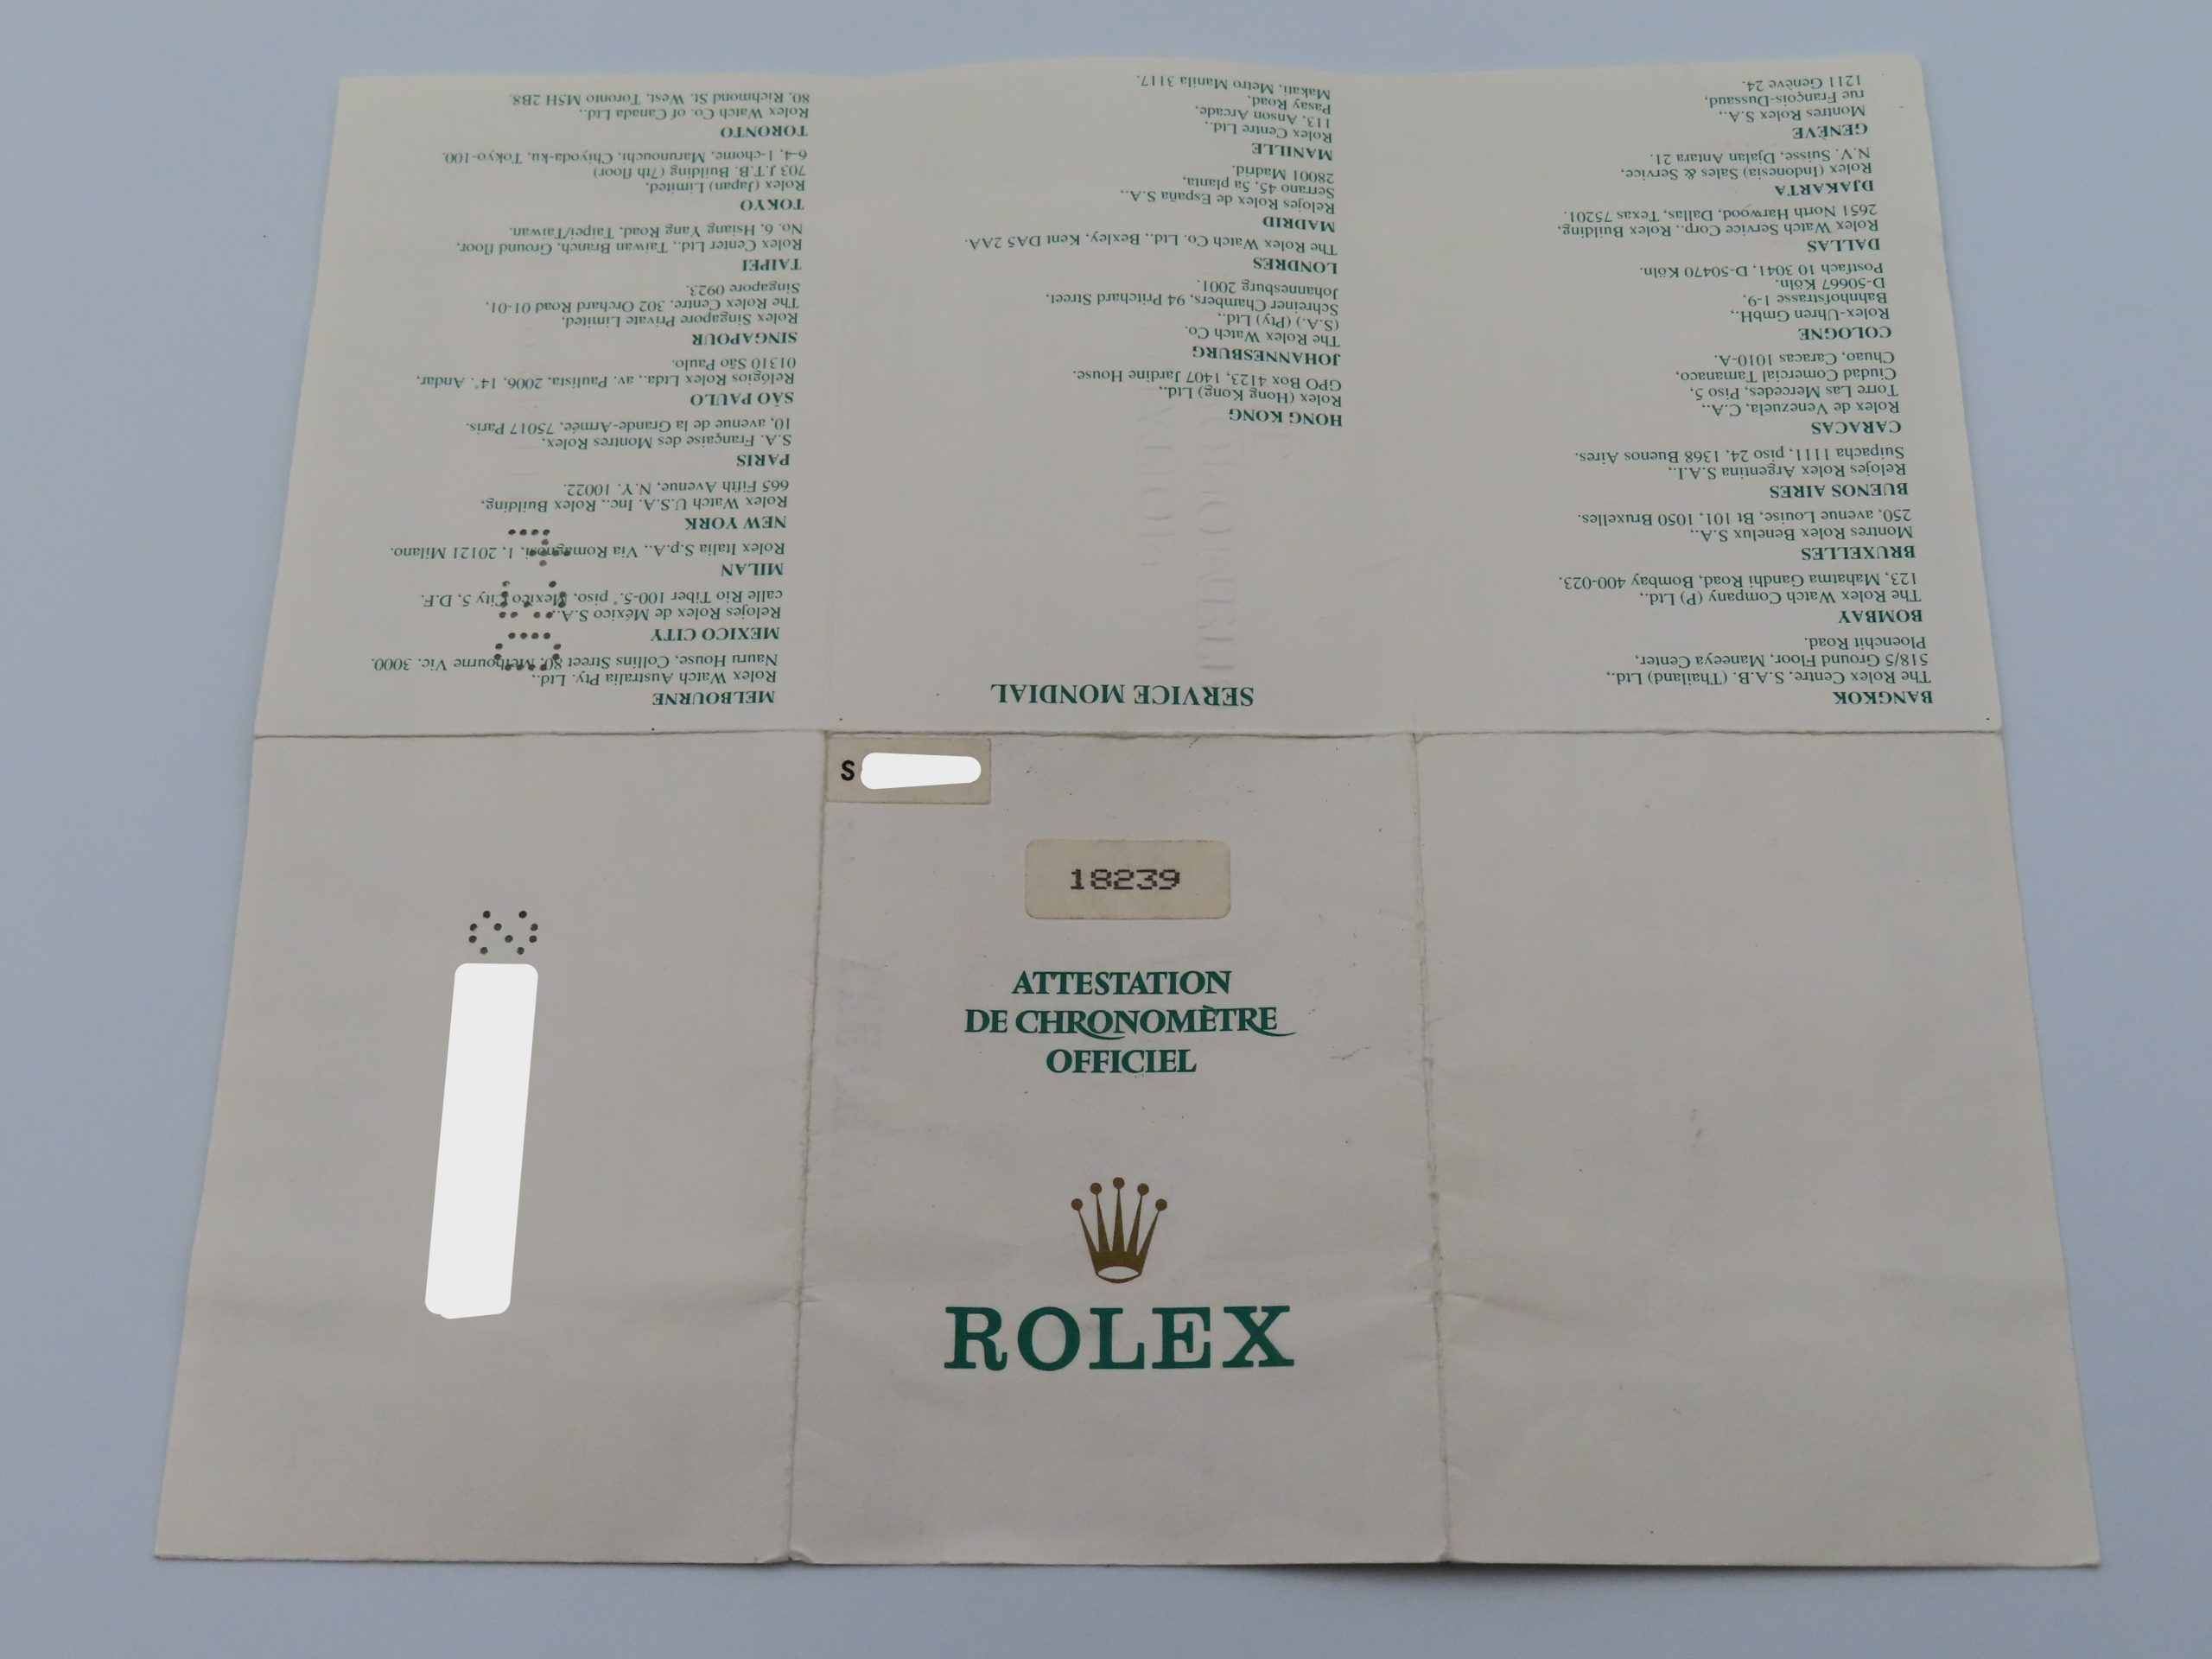 SERVICE MONDIAL
BANGKOK
The Rolex Centre, S.A.B. (Thailand) Ltd.,
518/5 Ground Floor, Maneeya Center,
Ploenchit Road.
BOMBAY
The Rolex Watch Company (P) Ltd.,
123, Mahatma Gandhi Road, Bombay 400-023.
BRUXELLES
Montres Rolex Benelux S.A.,
250, avenue Louise, Bt 101, 1050 Bruxelles.
BUENOS AIRES
Relojes Rolex Argentina S.A.I.,
Suipacha 1111, piso 24, 1368 Buenos Aires.
CARACAS
Rolex de Venezuela, C.A.,
Torre Las Mercedes, Piso 5,
Ciudad Comercial Tamanaco,
Chuao, Caracas 1010-A.
COLOGNE
Rolex-Uhren GmbH.,
Bahnhofstrasse 1-9,
D-50667 Köln.
Postfach 10 3041, D-50470 Köln.
DALLAS
Rolex Watch Service Corp., Rolex Building,
2651 North Harwood, Dallas, Texas 75201.
DJAKARTA
Rolex (Indonesia) Sales & Service,
N.V. Suisse, Djalan Antara 21.
GENÈVE
Montres Rolex S.A.,
rue François-Dussaud,
1211 Genève 24.
HONG KONG
Rolex (Hong Kong) Ltd.,
GPO Box 4123, 1407 Jardine House.
JOHANNESBURG
The Rolex Watch Co.
(S.A.) (Pty) Ltd.,
Schreiner Chambers, 94 Pritchard Street,
Johannesburg 2001.
LONDRES
The Rolex Watch Co. Ltd., Bexley, Kent DA5 2AA.
MADRID
Relojes Rolex de España S.A.,
Serrano 45, 5a planta,
28001 Madrid.
MANILLE
Rolex Centre Ltd.,
113, Anson Arcade,
Pasay Road,
Makati, Metro Manila 3117.
MELBOURNE
Rolex Watch Australia Pty. Ltd.,
Nauru House, Collins Street 80, Melbourne Vic. 3000.
MEXICO CITY
Relojes Rolex de México S.A.,
calle Rio Tiber 100-5.° piso, Mexico City 5, D.F.
MILAN
Rolex Italia S.p.A., Via Romagnosi, 1, 20121 Milano.
NEW YORK
Rolex Watch U.S.A. Inc., Rolex Building,
665 Fifth Avenue, N.Y. 10022.
PARIS
S.A. Française des Montres Rolex,
10, avenue de la Grande-Armée, 75017 Paris.
SÃO PAULO
Relógios Rolex Ltda., av. Paulista, 2006, 14°. Andar,
01310 São Paulo.
SINGAPOUR
Rolex Singapore Private Limited,
The Rolex Centre, 302 Orchard Road 01-01,
Singapore 0923.
TAIPEI
Rolex Center Ltd., Taiwan Branch, Ground floor,
No. 6, Hsiang Yang Road, Taipei/Taiwan.
TOKYO
Rolex (Japan) Limited,
703 J.T.B. Building (7th floor)
6-4, 1-chome, Marunouchi, Chiyoda-ku, Tokyo-100.
TORONTO
Rolex Watch Co. of Canada Ltd.,
80, Richmond St. West, Toronto M5H 2B8.
S
18239
ATTESTATION
DE CHRONOMÈTRE
OFFICIEL
ROLEX